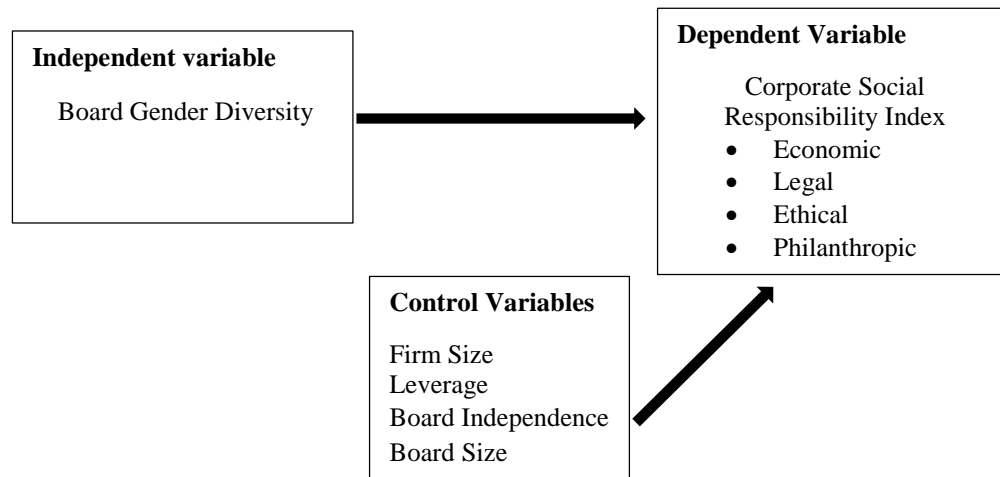 Independent variable
Board Gender Diversity
Dependent Variable
Corporate Social
Responsibility Index
• Economic
• Legal
• Ethical
• Philanthropic
Control Variables
Firm Size
Leverage
Board Independence
Board Size